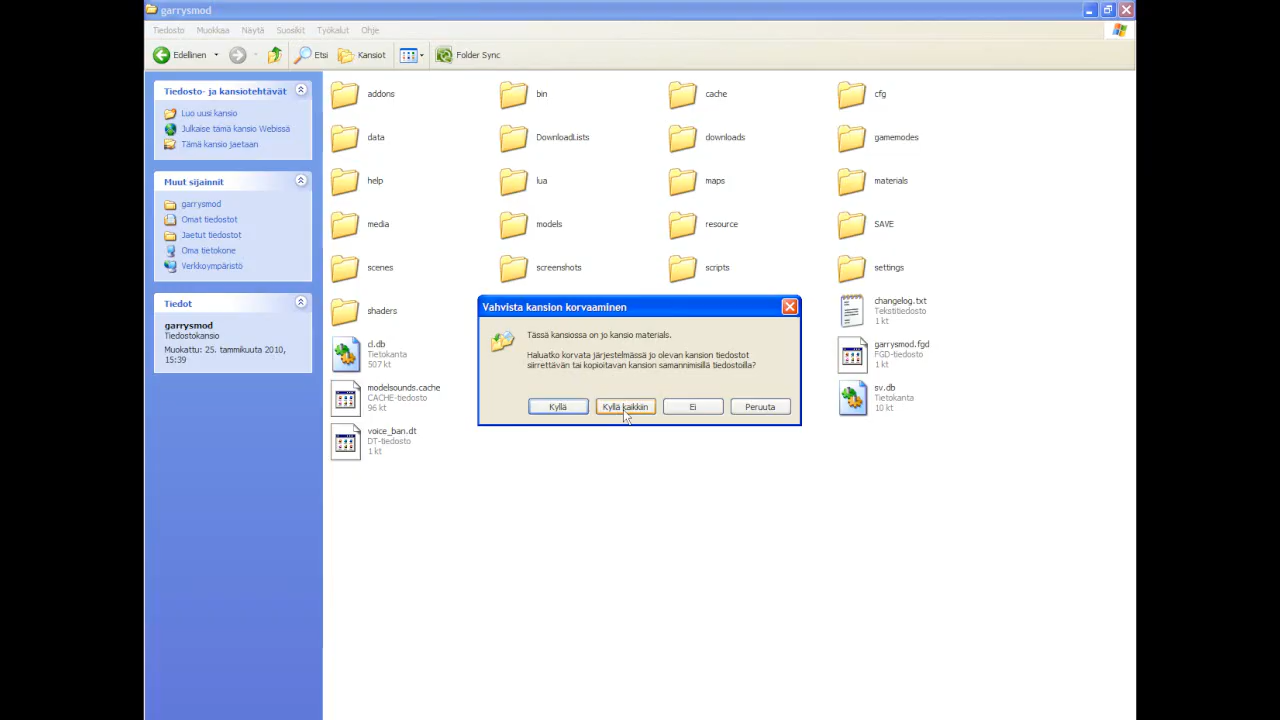 garrysmod
Tiedosto Muokkaa Näytä Suosikit Työkalut Ohje
Edellinen Etsi Kansiot Folder Sync
Tiedosto- ja kansiotehtävät
Luo uusi kansio
Julkaise tämä kansio Webissä
Tämä kansio jaetaan
Muut sijainnit
garrysmod
Omat tiedostot
Jaetut tiedostot
Oma tietokone
Verkkoympäristö
Tiedot
garrysmod
Tiedostokansio
Muokattu: 25. tammikuuta 2010,
15:39
addons bin cache cfg
data DownloadLists downloads gamemodes
help lua maps materials
media models resource SAVE
scenes screenshots scripts settings
shaders
changelog.txt
Tekstitiedosto
1 kt
cl.db
Tietokanta
507 kt
garrysmod.fgd
FGD-tiedosto
14 kt
modelsounds.cache
CACHE-tiedosto
96 kt
sv.db
Tietokanta
10 kt
voice_ban.dt
DT-tiedosto
1 kt
Vahvista kansion korvaaminen
Tässä kansiossa on jo kansio materials.
Haluatko korvata järjestelmässä jo olevan kansion tiedostot
siirrettävän tai kopioitavan kansion samannimisillä tiedostoilla?
Kyllä Kyllä kaikkiin Ei Peruuta